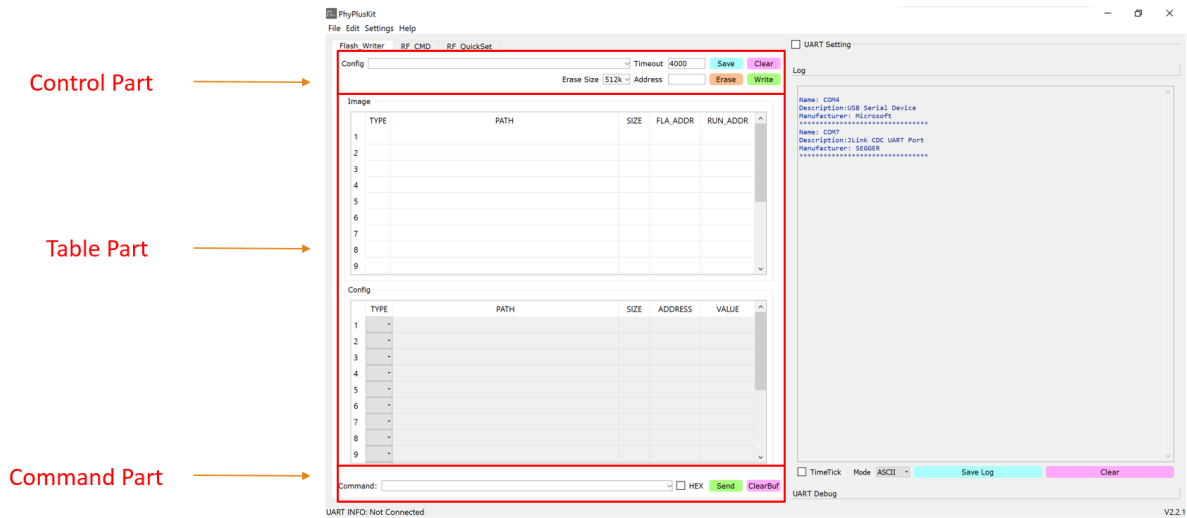 PhyPlusKit
File Edit Settings Help
Flash_Writer RF_CMD RF_QuickSet
UART Setting
Control Part
Config Timeout 4000 Save Clear
Erase Size 512k Address Erase Write
Log
Name: COM4
Description:USB Serial Device
Manufacturer: Microsoft
********************************
Name: COM7
Description:JLink CDC UART Port
Manufacturer: SEGGER
********************************
Table Part
Image
TYPE PATH SIZE FLA_ADDR RUN_ADDR
1
2
3
4
5
6
7
8
9
Config
TYPE PATH SIZE ADDRESS VALUE
1
2
3
4
5
6
7
8
9
Command Part
Command: HEX Send ClearBuf
TimeTick Mode ASCII Save Log Clear
UART Debug
UART INFO: Not Connected
V2.2.1